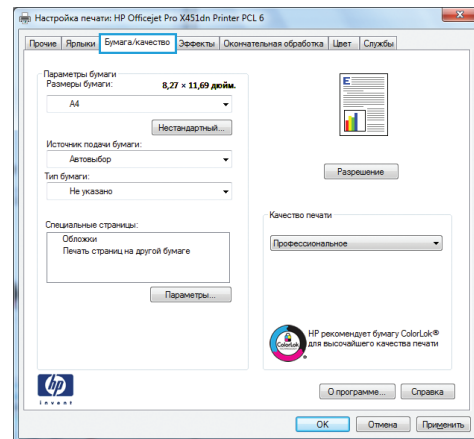 Настройка печати: HP Officejet Pro X451dn Printer PCL 6
Прочие Ярлыки Бумага/качество Эффекты Окончательная обработка Цвет Службы
Параметры бумаги
Размеры бумаги: 8,27 × 11,69 дюйм.
A4
Нестандартный...
Источник подачи бумаги:
Автовыбор
Тип бумаги:
Не указано
Специальные страницы:
Обложки
Печать страниц на другой бумаге
Параметры...
E
Разрешение
Качество печати
Профессиональное
ColorLok
HP рекомендует бумагу ColorLok®
для высочайшего качества печати
hp
invent
О программе... Справка
OK Отмена Применить